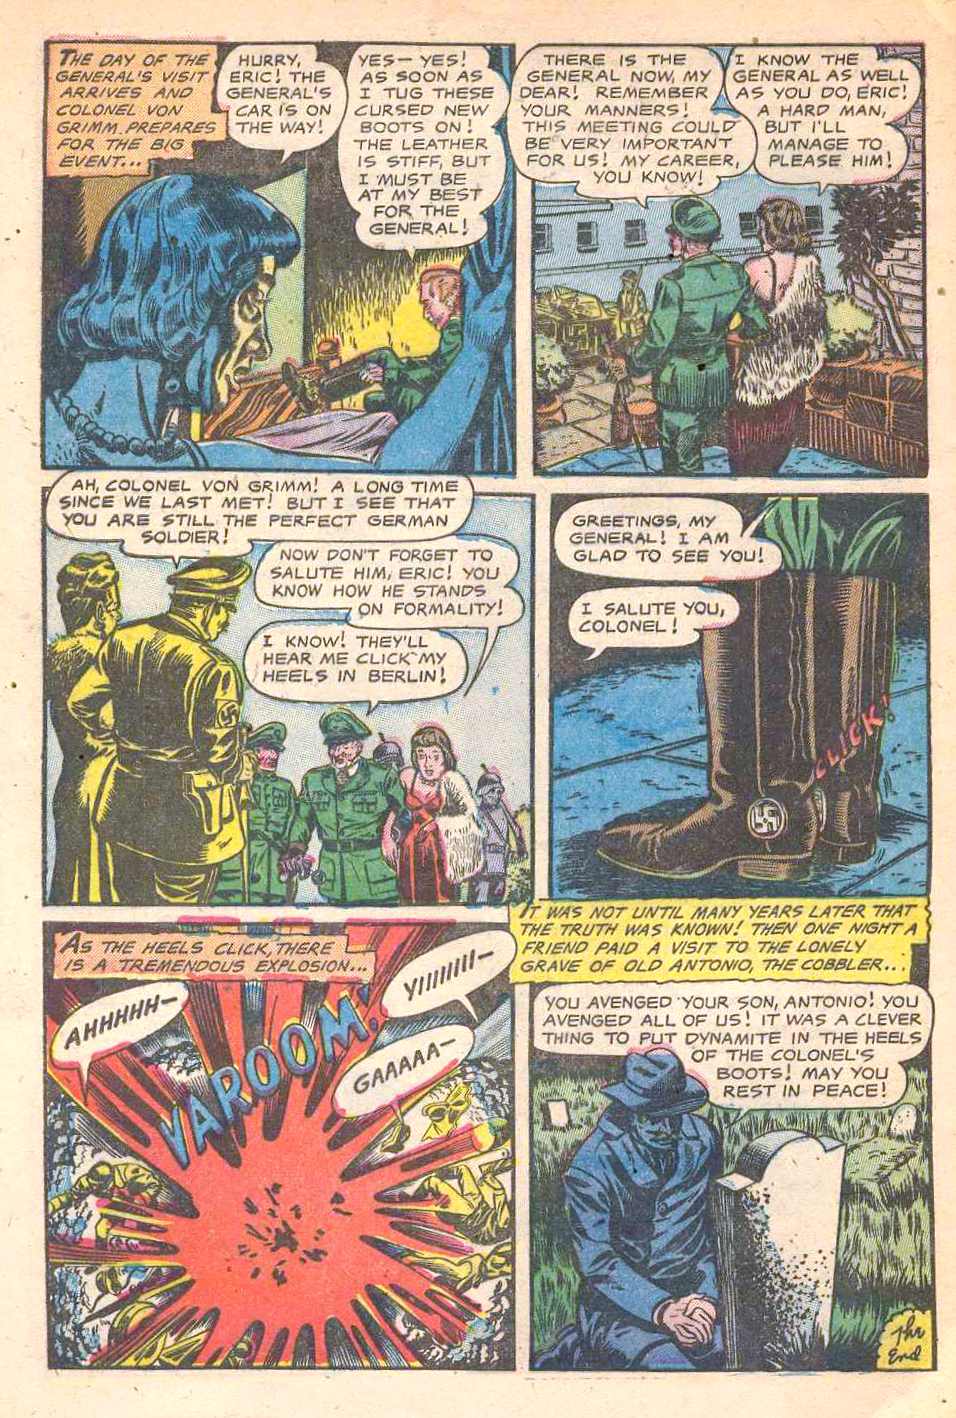 THE DAY OF THE
GENERAL'S VISIT
ARRIVES AND
COLONEL VON
GRIMM PREPARES
FOR THE BIG
EVENT...
HURRY,
ERIC! THE
GENERAL'S
CAR IS ON
THE WAY!
YES—YES!
AS SOON AS
I TUG THESE
CURSED NEW
BOOTS ON!
THE LEATHER
IS STIFF, BUT
I MUST BE
AT MY BEST
FOR THE
GENERAL!
THERE IS THE
GENERAL NOW, MY
DEAR! REMEMBER
YOUR MANNERS!
THIS MEETING COULD
BE VERY IMPORTANT
FOR US! MY CAREER,
YOU KNOW!
I KNOW THE
GENERAL AS WELL
AS YOU DO, ERIC!
A HARD MAN,
BUT I'LL
MANAGE TO
PLEASE HIM!
AH, COLONEL VON GRIMM! A LONG TIME
SINCE WE LAST MET! BUT I SEE THAT
YOU ARE STILL THE PERFECT GERMAN
SOLDIER!
NOW DON'T FORGET TO
SALUTE HIM, ERIC! YOU
KNOW HOW HE STANDS
ON FORMALITY!
I KNOW! THEY'LL
HEAR ME CLICK MY
HEELS IN BERLIN!
GREETINGS, MY
GENERAL! I AM
GLAD TO SEE YOU!
I SALUTE YOU,
COLONEL!
CLICK!
AS THE HEELS CLICK, THERE
IS A TREMENDOUS EXPLOSION...
AHHHHH—
YIIIIIII—
VAROOM!
GAAAAA—
IT WAS NOT UNTIL MANY YEARS LATER THAT
THE TRUTH WAS KNOWN! THEN ONE NIGHT A
FRIEND PAID A VISIT TO THE LONELY
GRAVE OF OLD ANTONIO, THE COBBLER...
YOU AVENGED YOUR SON, ANTONIO! YOU
AVENGED ALL OF US! IT WAS A CLEVER
THING TO PUT DYNAMITE IN THE HEELS
OF THE COLONEL'S
BOOTS! MAY YOU
REST IN PEACE!
The
End